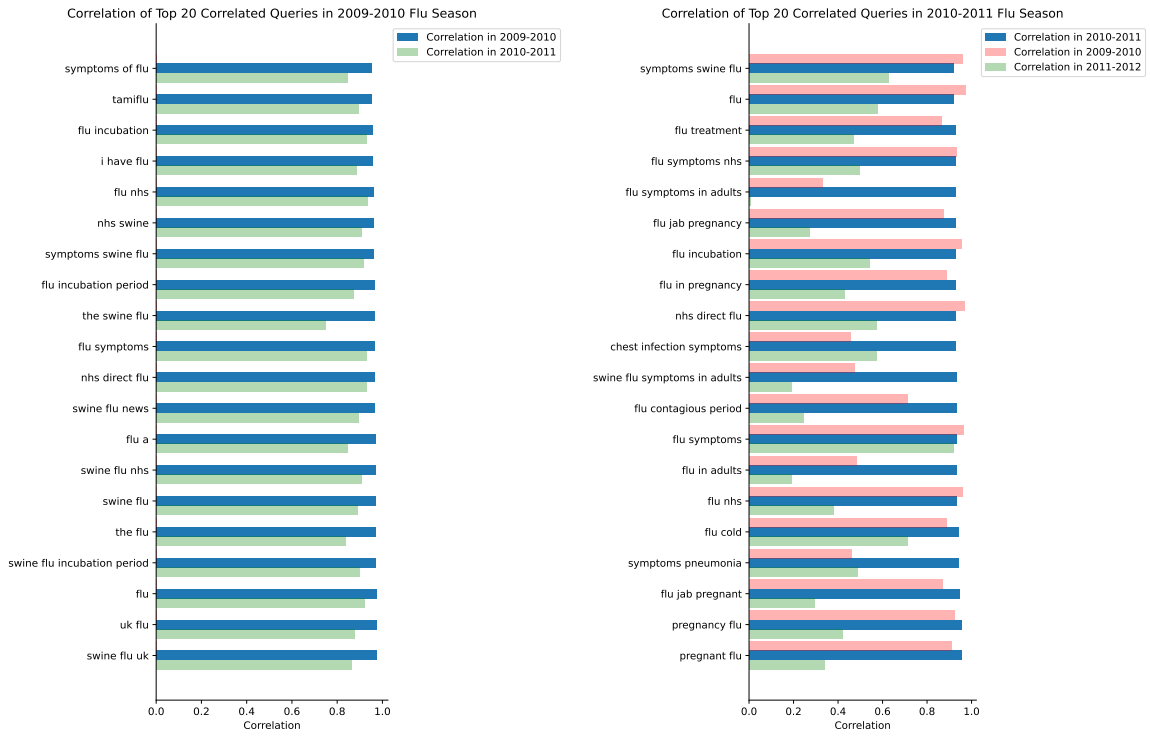 Correlation of Top 20 Correlated Queries in 2009-2010 Flu Season
Correlation in 2009-2010
Correlation in 2010-2011
symptoms of flu
tamiflu
flu incubation
i have flu
flu nhs
nhs swine
symptoms swine flu
flu incubation period
the swine flu
flu symptoms
nhs direct flu
swine flu news
flu a
swine flu nhs
swine flu
the flu
swine flu incubation period
flu
uk flu
swine flu uk
0.0 0.2 0.4 0.6 0.8 1.0
Correlation
Correlation of Top 20 Correlated Queries in 2010-2011 Flu Season
Correlation in 2010-2011
Correlation in 2009-2010
Correlation in 2011-2012
symptoms swine flu
flu
flu treatment
flu symptoms nhs
flu symptoms in adults
flu jab pregnancy
flu incubation
flu in pregnancy
nhs direct flu
chest infection symptoms
swine flu symptoms in adults
flu contagious period
flu symptoms
flu in adults
flu nhs
flu cold
symptoms pneumonia
flu jab pregnant
pregnancy flu
pregnant flu
0.0 0.2 0.4 0.6 0.8 1.0
Correlation